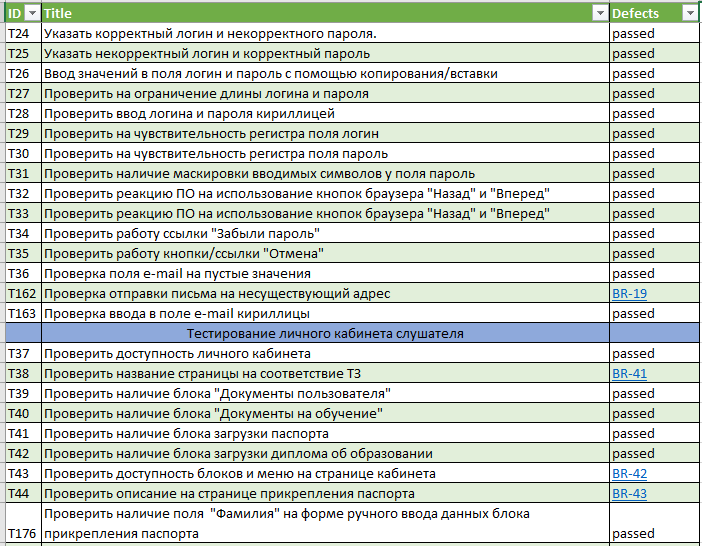 ID Title Defects
T24 Указать корректный логин и некорректного пароля. passed
T25 Указать некорректный логин и корректный пароль passed
T26 Ввод значений в поля логин и пароль с помощью копирования/вставки passed
T27 Проверить на ограничение длины логина и пароля passed
T28 Проверить ввод логина и пароля кириллицей passed
T29 Проверить на чувствительность регистра поля логин passed
T30 Проверить на чувствительность регистра поля пароль passed
T31 Проверить наличие маскировки вводимых символов у поля пароль passed
T32 Проверить реакцию ПО на использование кнопок браузера "Назад" и "Вперед" passed
T33 Проверить реакцию ПО на использование кнопок браузера "Назад" и "Вперед" passed
T34 Проверить работу ссылки "Забыли пароль" passed
T35 Проверить работу кнопки/ссылки "Отмена" passed
T36 Проверка поля e-mail на пустые значения passed
T162 Проверка отправки письма на несуществующий адрес BR-19
T163 Проверка ввода в поле e-mail кириллицы passed
Тестирование личного кабинета слушателя
T37 Проверить доступность личного кабинета passed
T38 Проверить название страницы на соответствие ТЗ BR-41
T39 Проверить наличие блока "Документы пользователя" passed
T40 Проверить наличие блока "Документы на обучение" passed
T41 Проверить наличие блока загрузки паспорта passed
T42 Проверить наличие блока загрузки диплома об образовании passed
T43 Проверить доступность блоков и меню на странице кабинета BR-42
T44 Проверить описание на странице прикрепления паспорта BR-43
Проверить наличие поля "Фамилия" на форме ручного ввода данных блока
T176 прикрепления паспорта passed